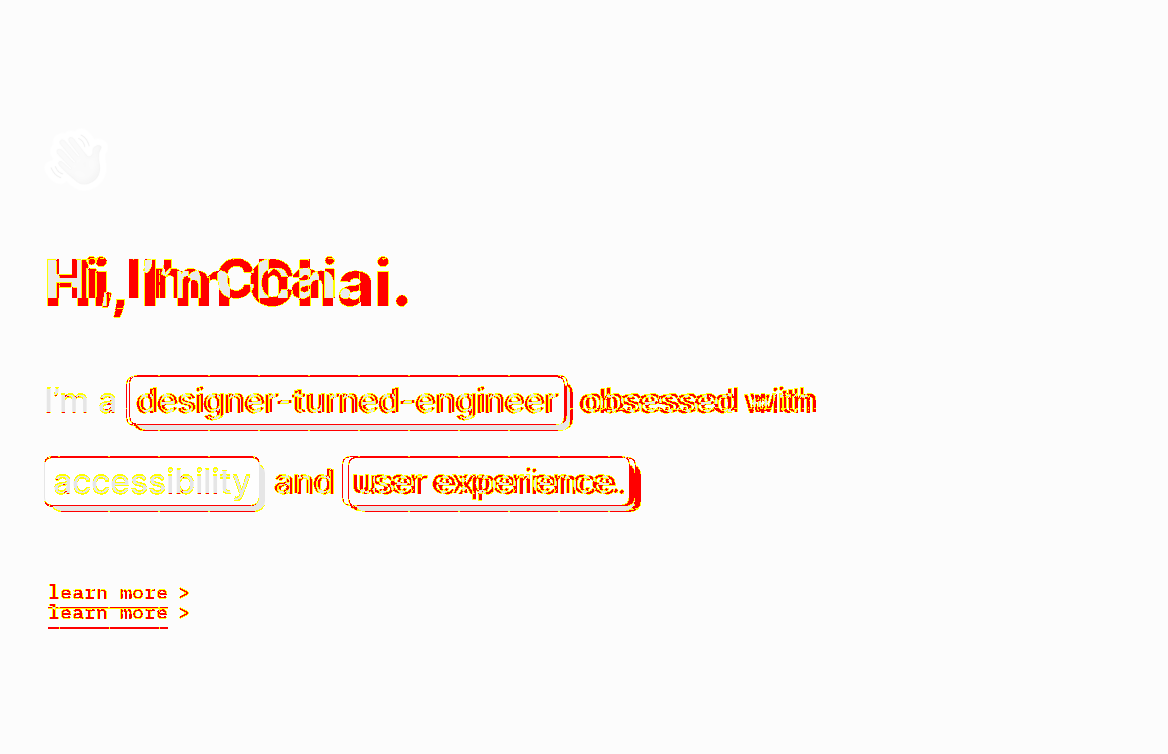 Hi, I'm Chai.
I'm a designer-turned-engineer obsessed with
accessibility and user experience.
learn more >
learn more >